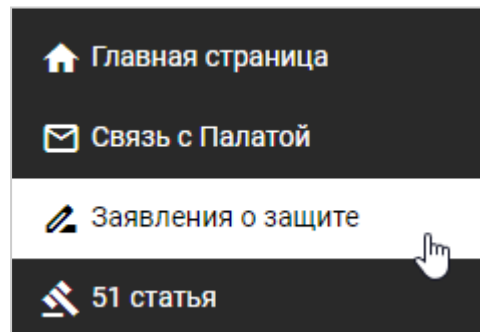 Главная страница
Связь с Палатой
Заявления о защите
51 статья